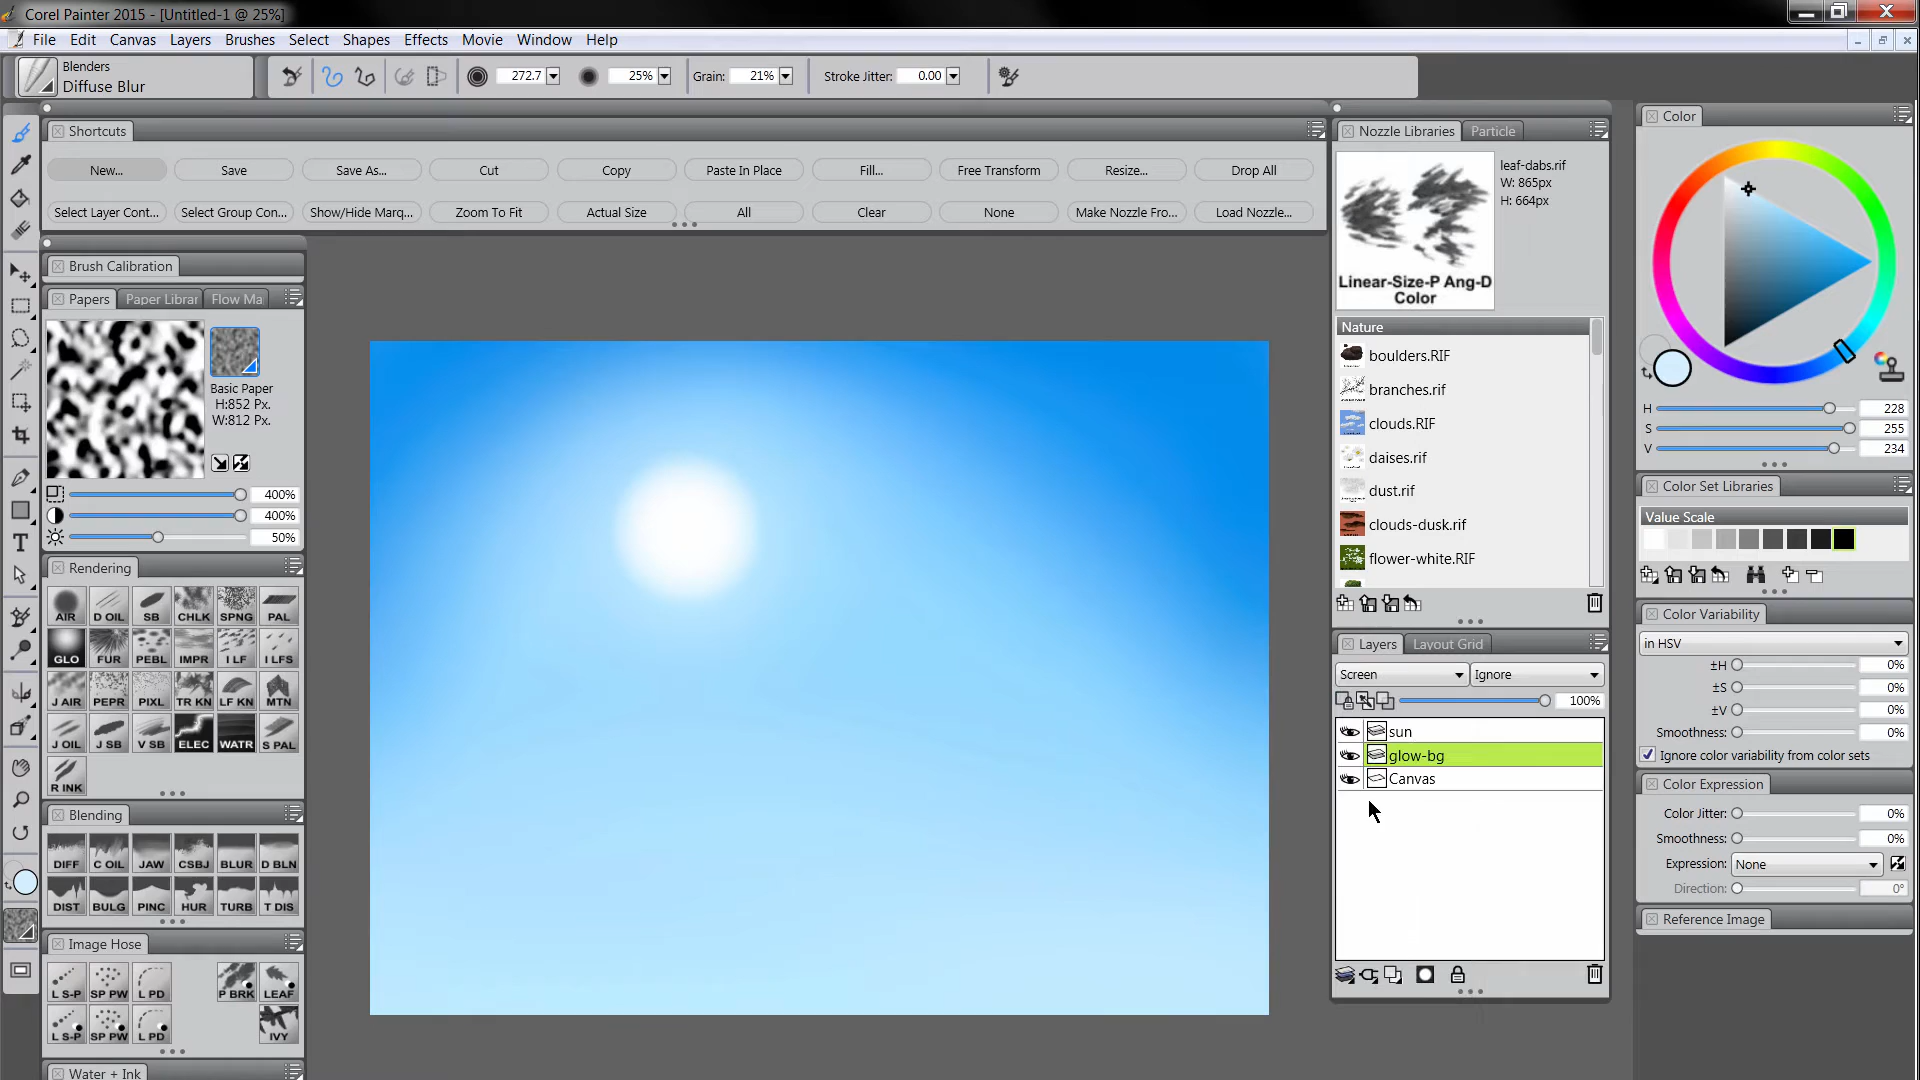 Corel Painter 2015 - [Untitled-1 @ 25%]
File Edit Canvas Layers Brushes Select Shapes Effects Movie Window Help
Blenders
Diffuse Blur
272.7 25% Grain: 21% Stroke Jitter: 0.00
Shortcuts
New... Save Save As... Cut Copy Paste In Place Fill... Free Transform Resize... Drop All
Select Layer Cont... Select Group Con... Show/Hide Marq... Zoom To Fit Actual Size All Clear None Make Nozzle Fro... Load Nozzle...
Brush Calibration
Papers Paper Librar Flow Ma
Basic Paper
H:852 Px.
W:812 Px.
400%
400%
50%
Rendering
AIR D OIL SB CHLK SPNG PAL
GLO FUR PEBL IMPR I LF I LFS
J AIR PEPR PIXL TR KN LF KN MTN
J OIL J SB V SB ELEC WATR S PAL
R INK
Blending
DIFF C OIL JAW CSBJ BLUR D BLN
DIST BULG PINC HUR TURB T DIS
Image Hose
L S-P SP PW L PD P BRK LEAF
L S-P SP PW L PD IVY
Water + Ink
Nozzle Libraries Particle
leaf-dabs.rif
W: 865px
H: 664px
Linear-Size-P Ang-D
Color
Nature
boulders.RIF
branches.rif
clouds.RIF
daises.rif
dust.rif
clouds-dusk.rif
flower-white.RIF
Layers Layout Grid
Screen Ignore
100%
sun
glow-bg
Canvas
Color
H 228
S 255
V 234
Color Set Libraries
Value Scale
Color Variability
in HSV
±H 0%
±S 0%
±V 0%
Smoothness: 0%
Ignore color variability from color sets
Color Expression
Color Jitter: 0%
Smoothness: 0%
Expression: None
Direction: 0°
Reference Image